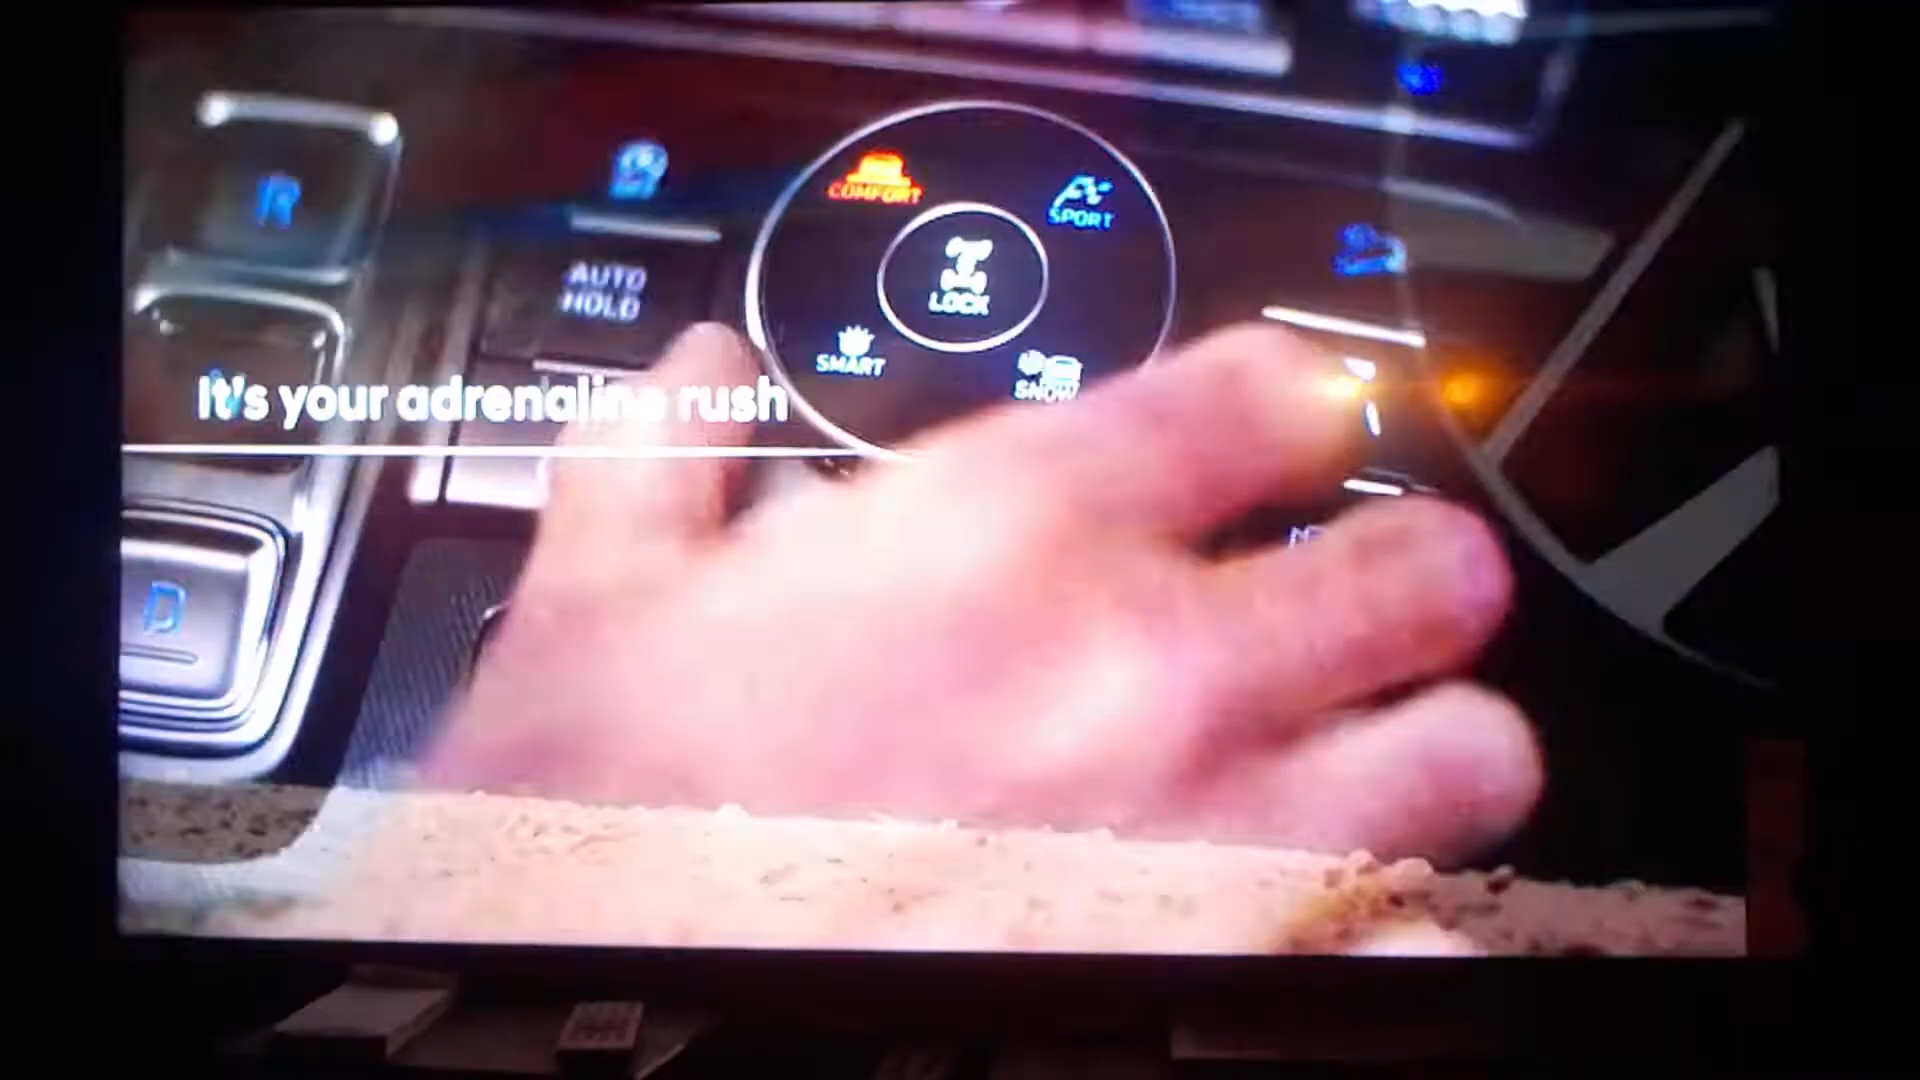 COMFORT
SPORT
R
AUTO
HOLD
LOCK
SMART
SNOW
It's your adrenaline rush
D